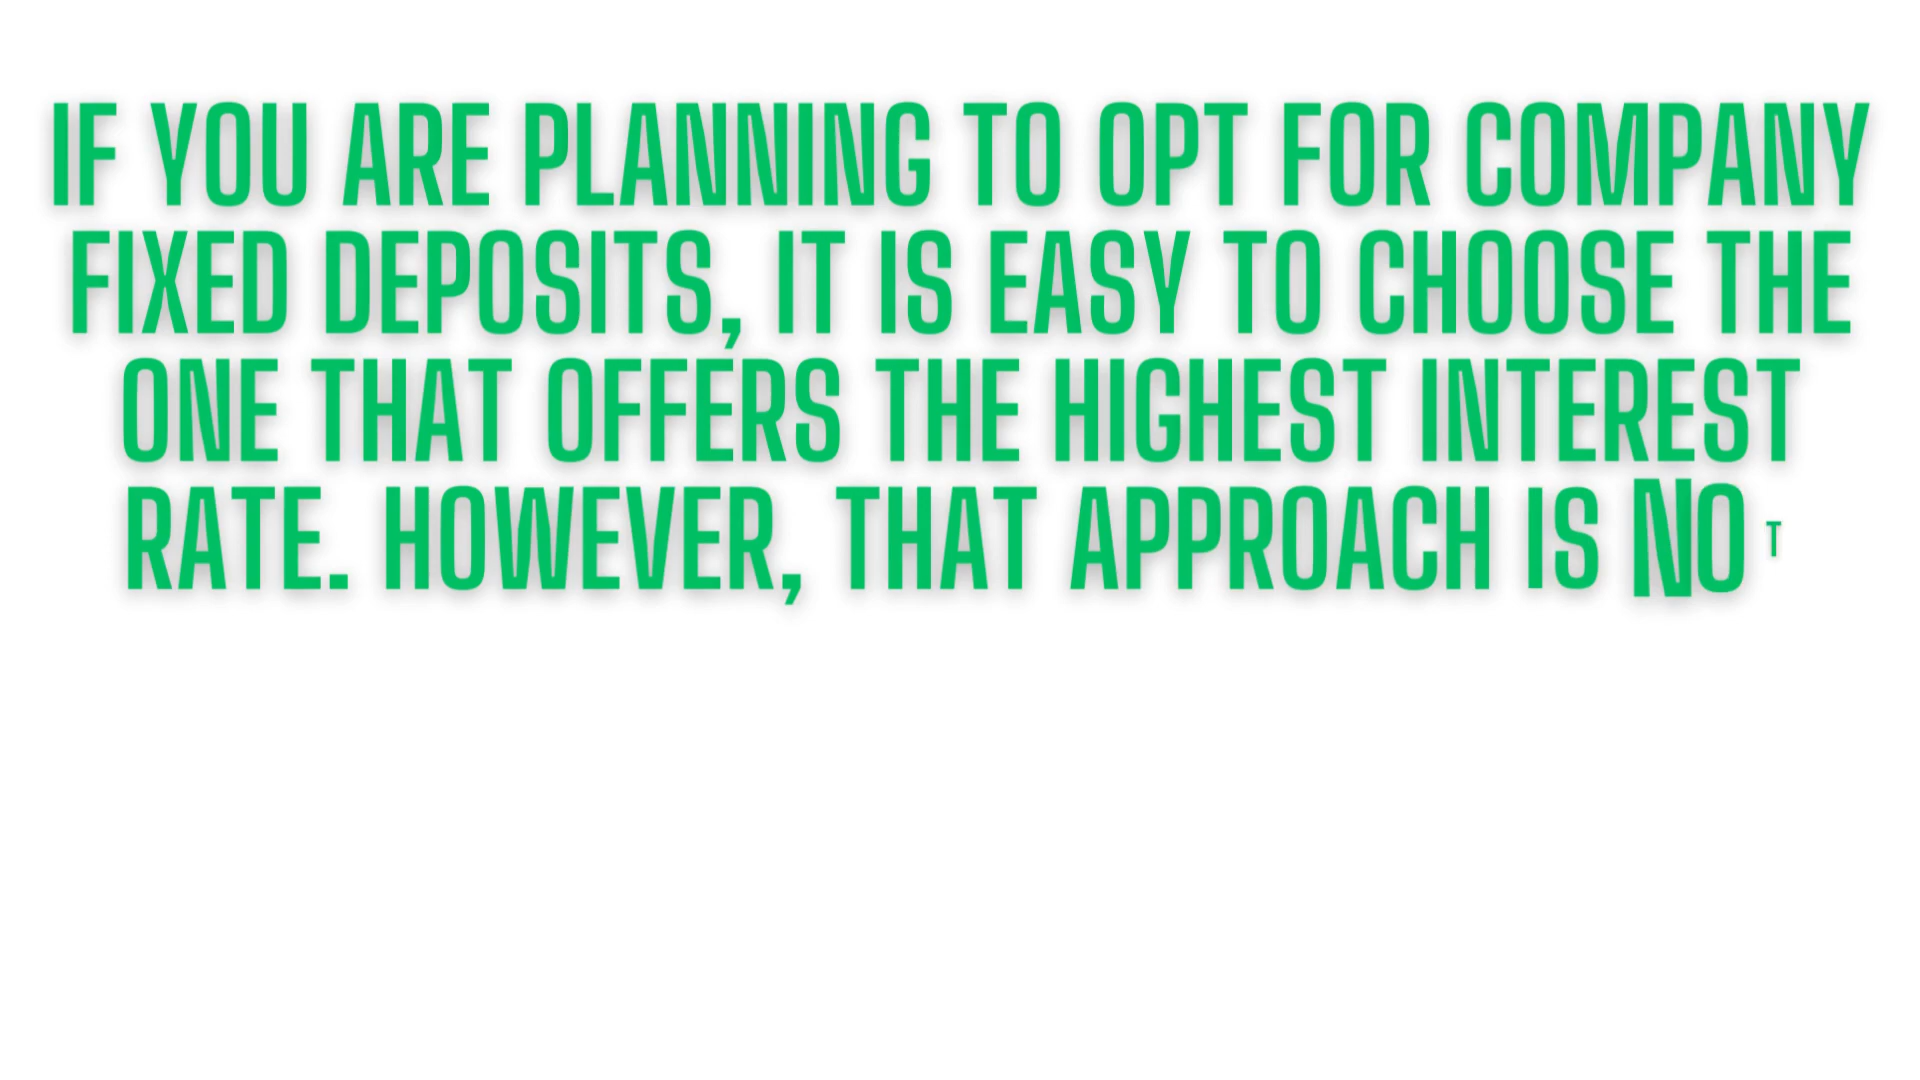 IF YOU ARE PLANNING TO OPT FOR COMPANY
FIXED DEPOSITS, IT IS EASY TO CHOOSE THE
ONE THAT OFFERS THE HIGHEST INTEREST
RATE. HOWEVER, THAT APPROACH IS NOT